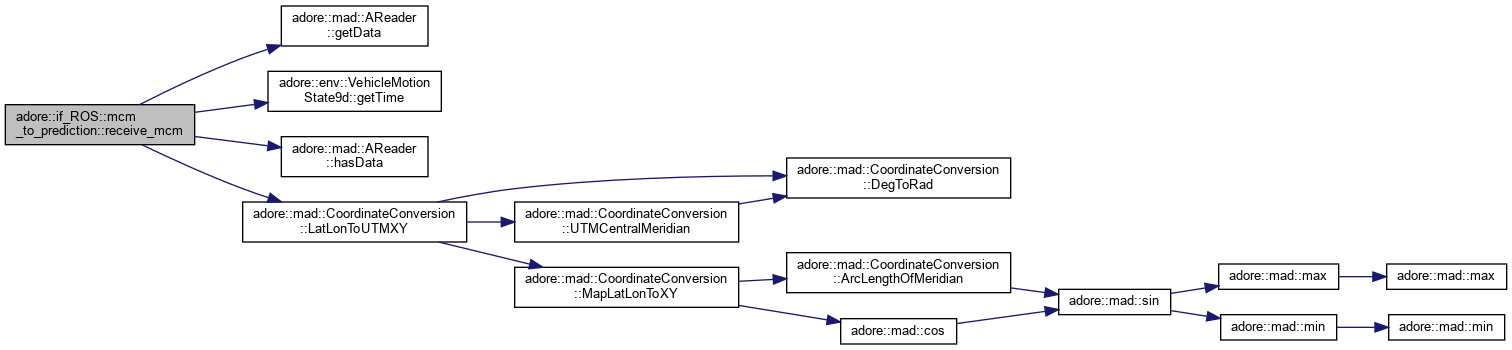 adore::if_ROS::mcm
_to_prediction::receive_mcm
adore::mad::AReader
::getData
adore::env::VehicleMotion
State9d::getTime
adore::mad::AReader
::hasData
adore::mad::CoordinateConversion
::LatLonToUTMXY
adore::mad::CoordinateConversion
::DegToRad
adore::mad::CoordinateConversion
::UTMCentralMeridian
adore::mad::CoordinateConversion
::MapLatLonToXY
adore::mad::CoordinateConversion
::ArcLengthOfMeridian
adore::mad::cos
adore::mad::sin
adore::mad::max
adore::mad::max
adore::mad::min
adore::mad::min